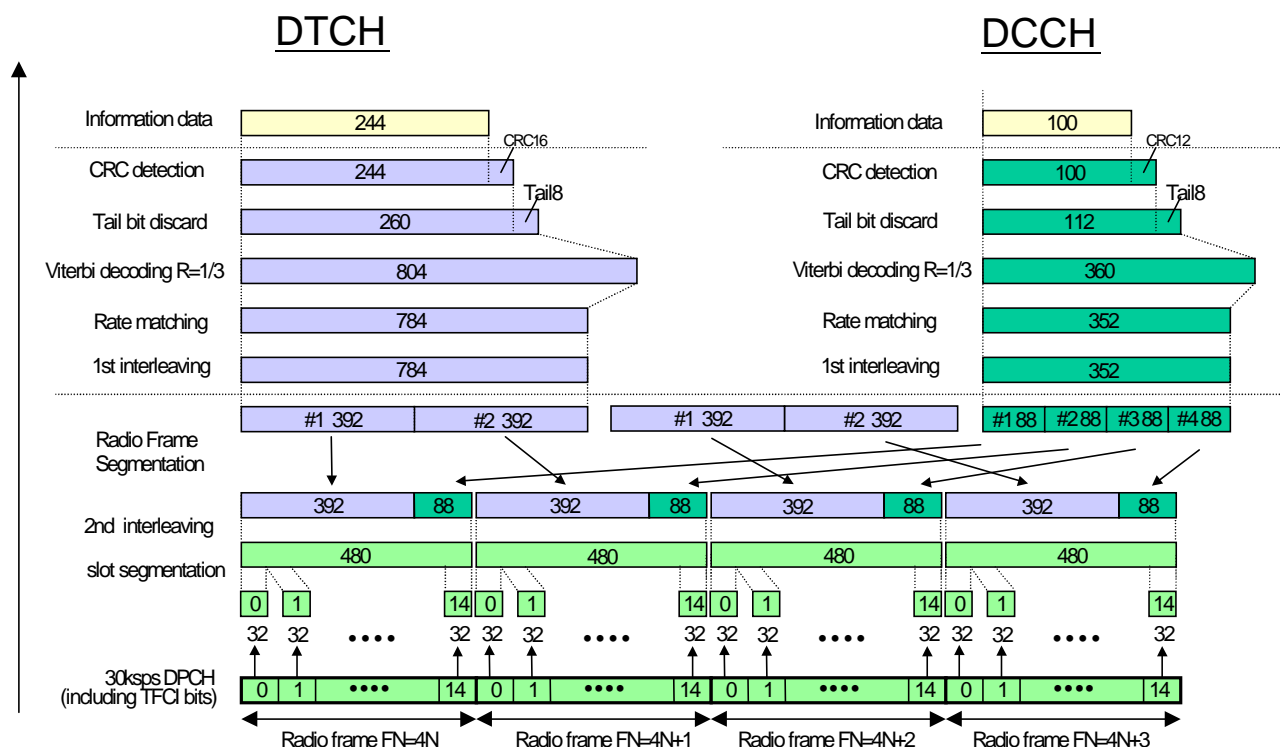 DTCH DCCH
Information data 244 Information data 100
CRC16 CRC12
CRC detection 244 CRC detection 100
Tail8 Tail8
Tail bit discard 260 Tail bit discard 112
Viterbi decoding R=1/3 804 Viterbi decoding R=1/3 360
Rate matching 784 Rate matching 352
1st interleaving 784 1st interleaving 352
#1 392 #2 392 #1 392 #2 392 #1 88 #2 88 #3 88 #4 88
Radio Frame
Segmentation
392 88 392 88 392 88 392 88
2nd interleaving
480 480 480 480
slot segmentation
0 1 14 0 1 14 0 1 14 0 1 14
32 32 •••• 32 32 32 •••• 32 32 32 •••• 32 32 32 •••• 32
30ksps DPCH
(including TFCI bits)
0 1 •••• 14 0 1 •••• 14 0 1 •••• 14 0 1 •••• 14
Radio frame FN=4N Radio frame FN=4N+1 Radio frame FN=4N+2 Radio frame FN=4N+3